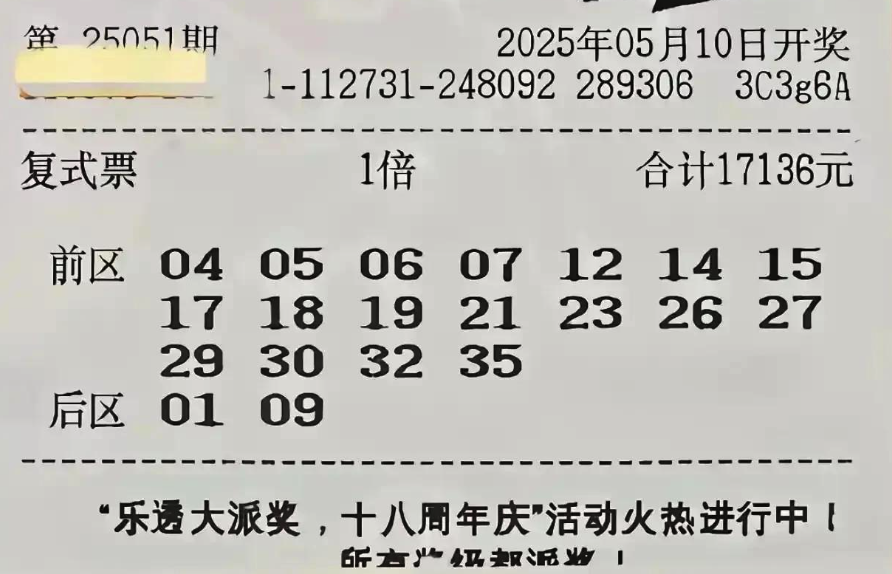 第 25051期 2025年05月10日开奖
1-112731-248092 289306 3C3g6A
复式票 1倍 合计17136元
前区 04 05 06 07 12 14 15
17 18 19 21 23 26 27
29 30 32 35
后区 01 09
“乐透大派奖，十八周年庆”活动火热进行中！
所有奖级都派奖！